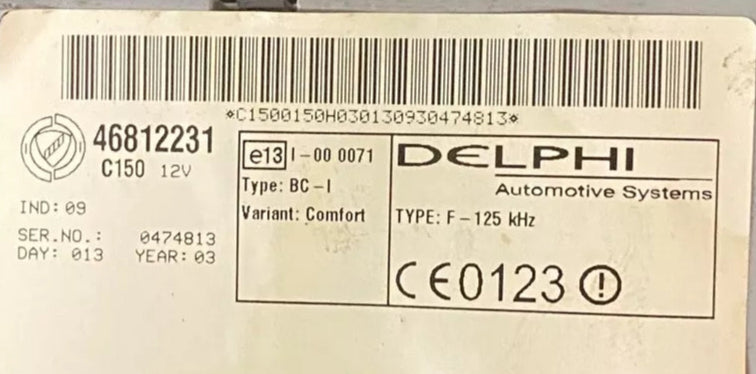 *C1500150H030130930474813*
46812231
C150 12V
IND: 09
SER.NO.: 0474813
DAY: 013 YEAR: 03
e13 I-00 0071
Type: BC-I
Variant: Comfort
DELPHI
Automotive Systems
TYPE: F-125 kHz
CE0123